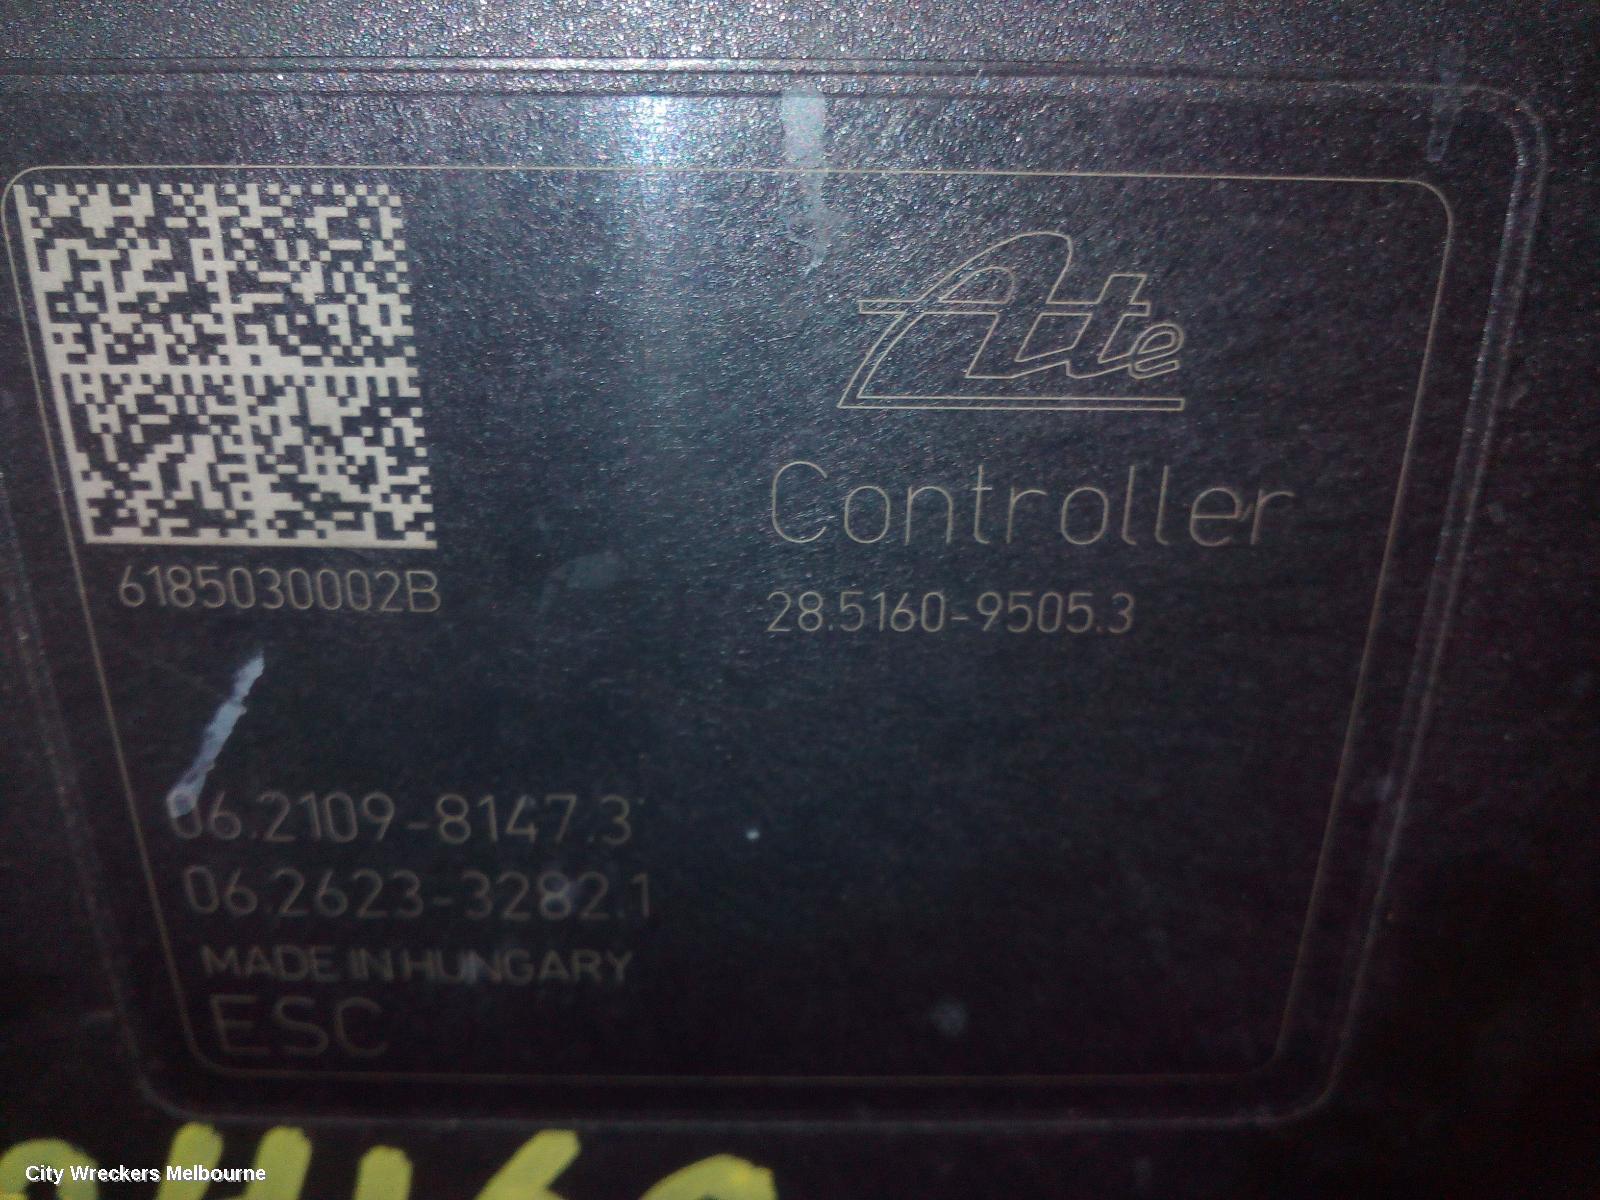 Ate
Controller
6185030002B
28.5160-9505.3
06.2109-8147.3
06.2623-3282.1
MADE IN HUNGARY
ESC
City Wreckers Melbourne